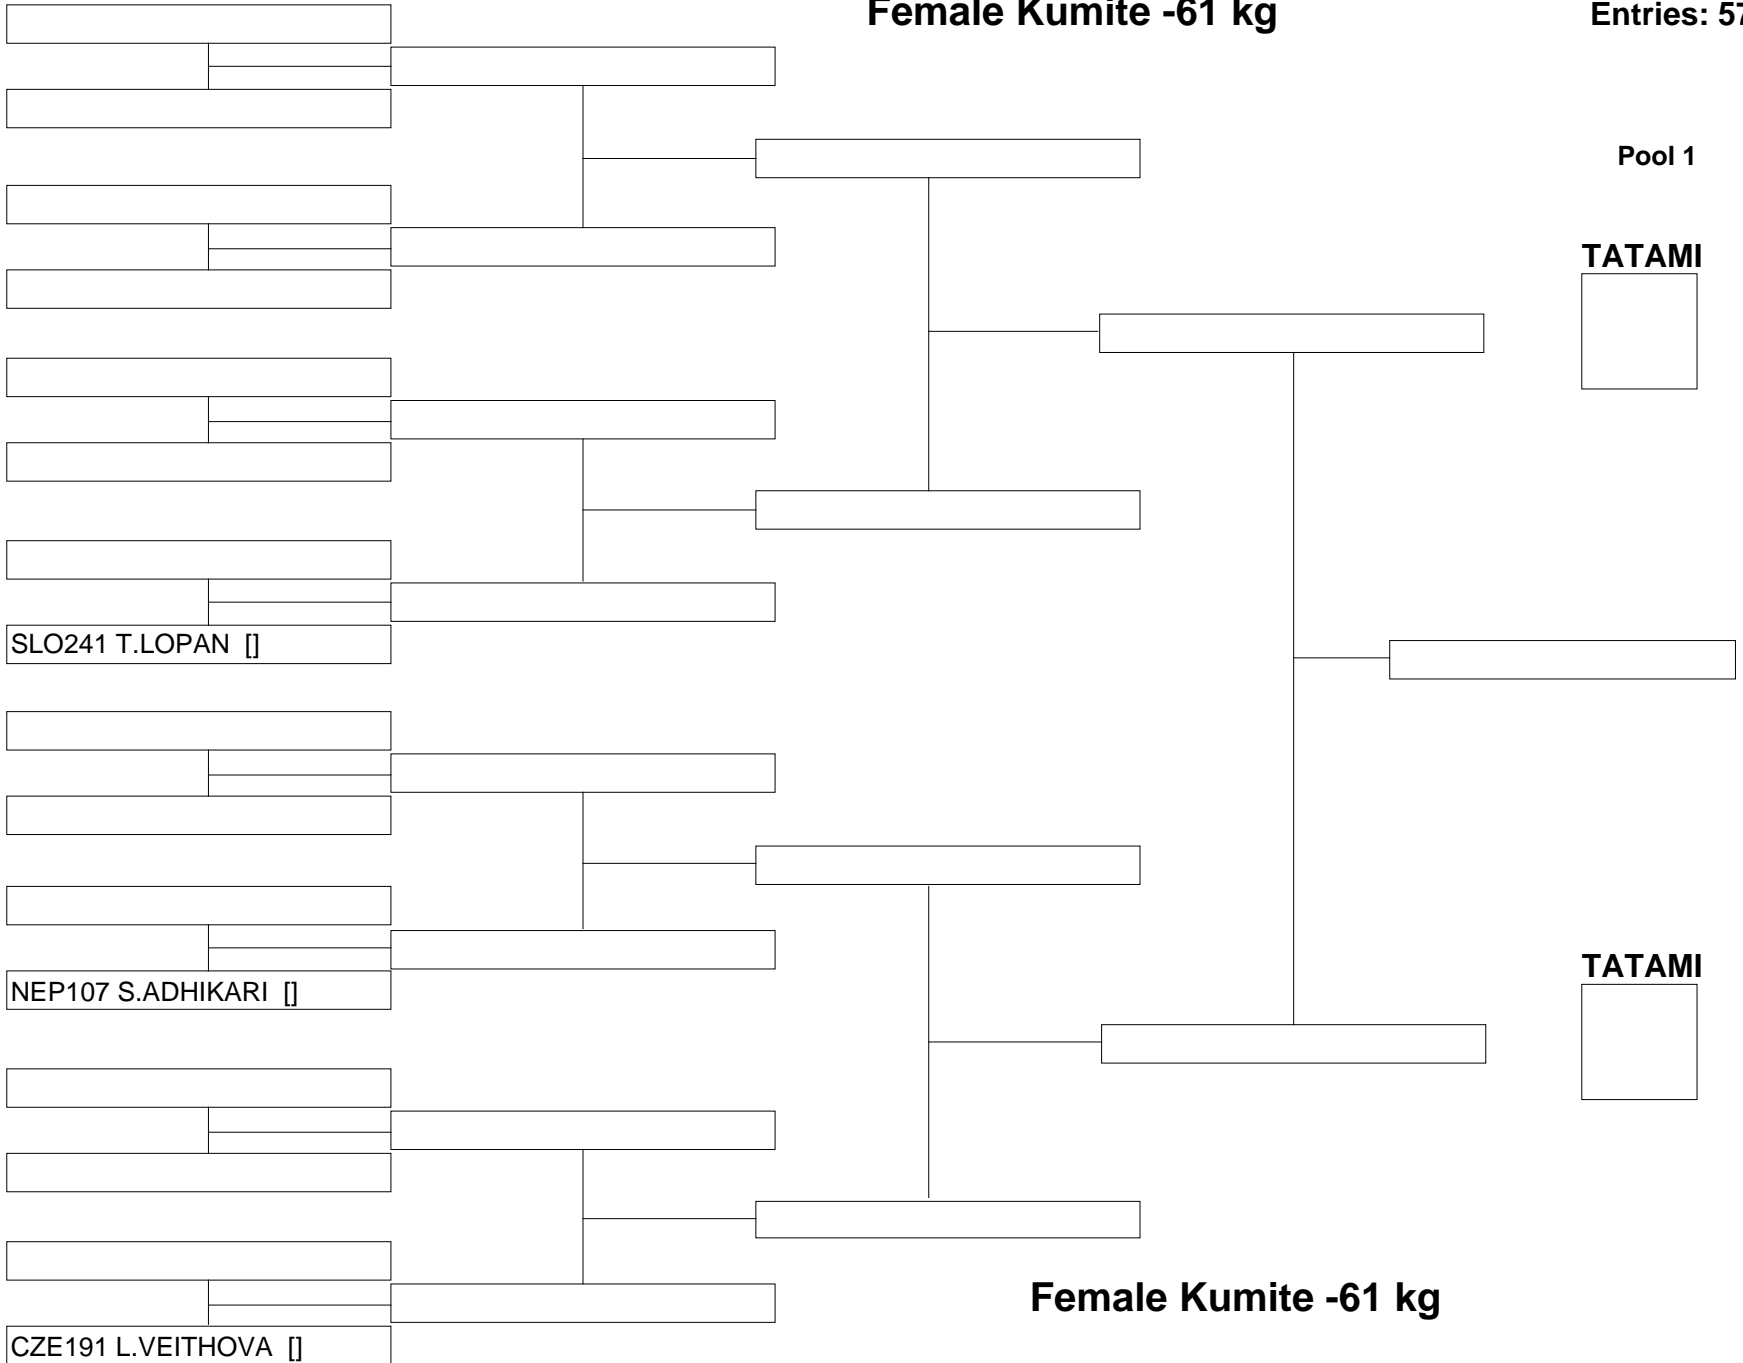 Female Kumite -61 kg
Entries: 57
Pool 1
TATAMI
SLO241 T.LOPAN []
TATAMI
NEP107 S.ADHIKARI []
Female Kumite -61 kg
CZE191 L.VEITHOVA []